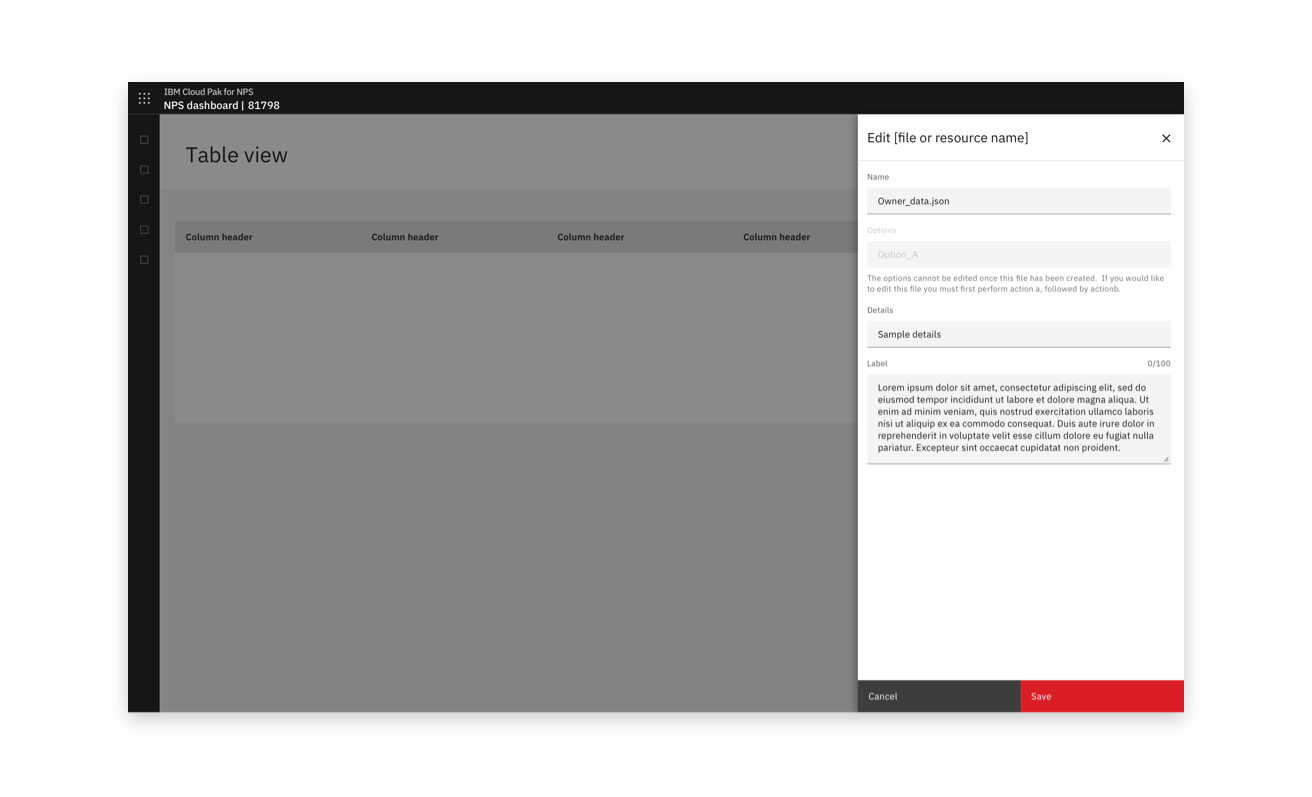 IBM Cloud Pak for NPS
NPS dashboard | 81798
Table view
Column header Column header Column header Column header
Edit [file or resource name]
Name
Owner_data.json
Options
Option_A
The options cannot be edited once this file has been created.  If you would like
to edit this file you must first perform action a, followed by actionb.
Details
Sample details
Label 0/100
Lorem ipsum dolor sit amet, consectetur adipiscing elit, sed do
eiusmod tempor incididunt ut labore et dolore magna aliqua. Ut
enim ad minim veniam, quis nostrud exercitation ullamco laboris
nisi ut aliquip ex ea commodo consequat. Duis aute irure dolor in
reprehenderit in voluptate velit esse cillum dolore eu fugiat nulla
pariatur. Excepteur sint occaecat cupidatat non proident.
Cancel Save